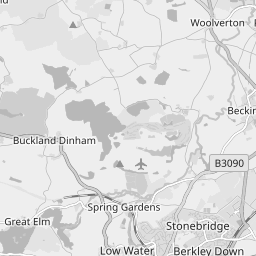 Woolverton
Becki
Buckland Dinham
B3090
Great Elm
Spring Gardens
Stonebridge
Low Water
Berkley Down